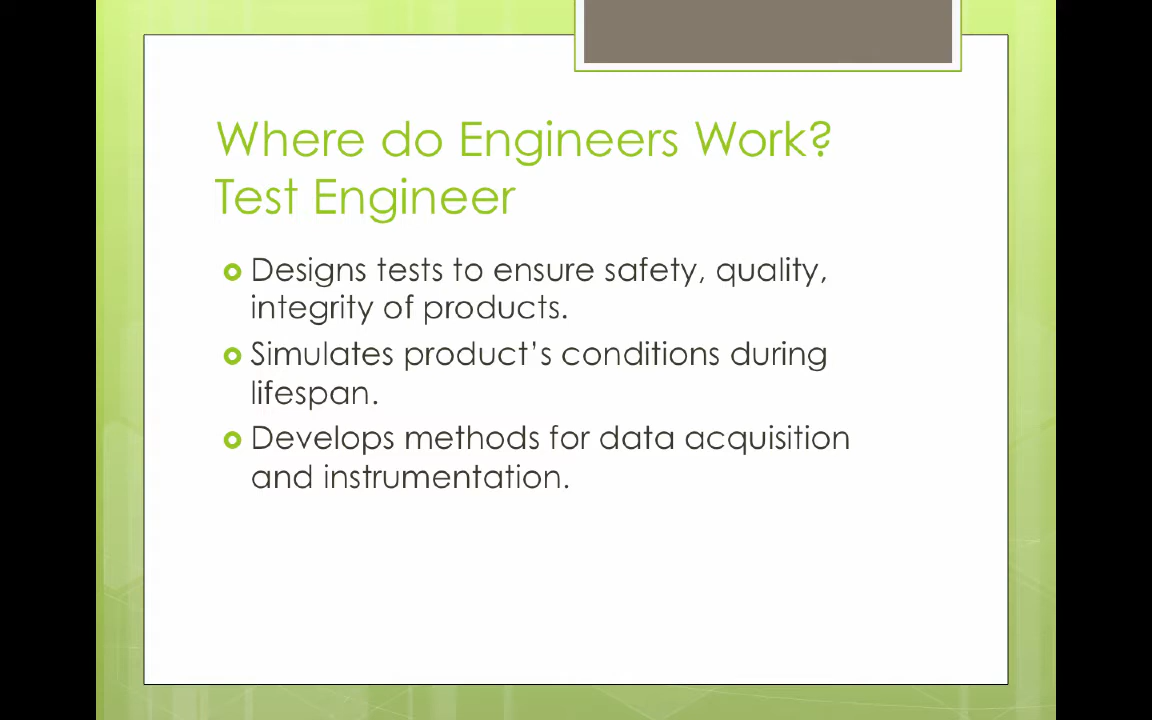 Where do Engineers Work?
Test Engineer
Designs tests to ensure safety, quality,
integrity of products.
Simulates product’s conditions during
lifespan.
Develops methods for data acquisition
and instrumentation.